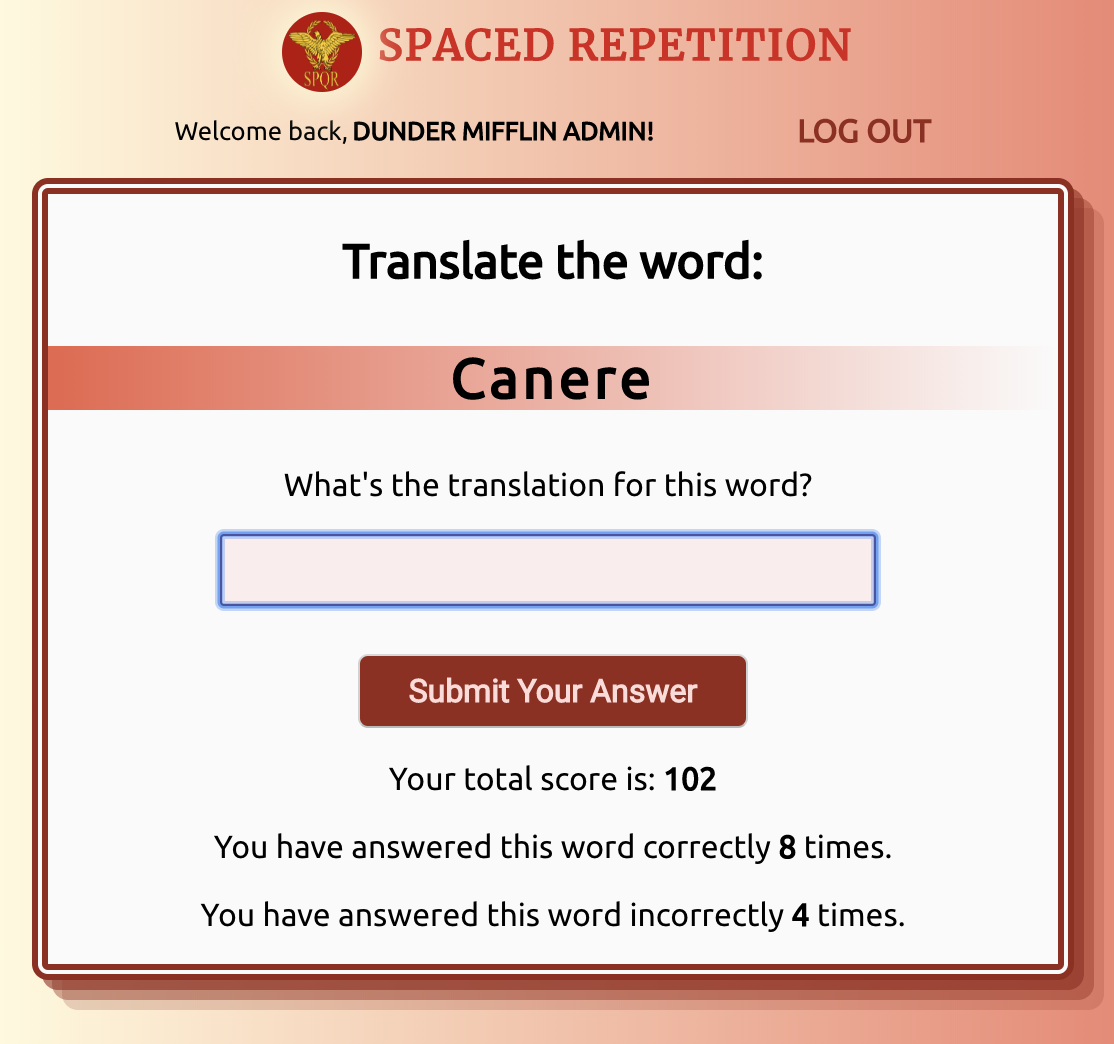 SPQR
SPACED REPETITION
Welcome back, DUNDER MIFFLIN ADMIN!
LOG OUT
Translate the word:
Canere
What's the translation for this word?
Submit Your Answer
Your total score is: 102
You have answered this word correctly 8 times.
You have answered this word incorrectly 4 times.